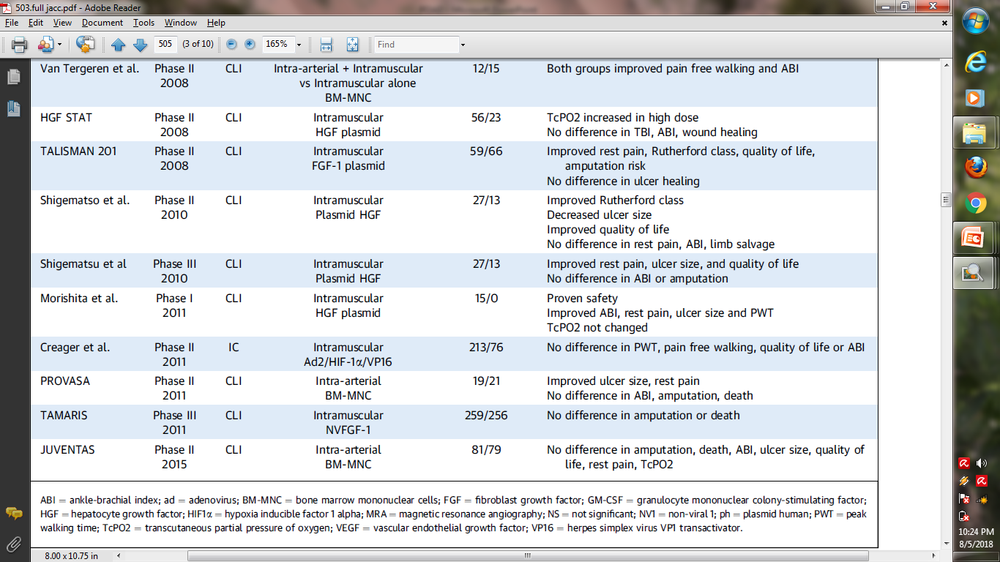 503.full jacc.pdf - Adobe Reader
File Edit View Document Tools Window Help
505 (3 of 10) 165% Find
Van Tergeren et al. Phase II CLI Intra-arterial + Intramuscular 12/15 Both groups improved pain free walking and ABI
2008 vs Intramuscular alone
BM-MNC
HGF STAT Phase II CLI Intramuscular 56/23 TcPO2 increased in high dose
2008 HGF plasmid No difference in TBI, ABI, wound healing
TALISMAN 201 Phase II CLI Intramuscular 59/66 Improved rest pain, Rutherford class, quality of life,
2008 FGF-1 plasmid amputation risk
No difference in ulcer healing
Shigematso et al. Phase II CLI Intramuscular 27/13 Improved Rutherford class
2010 Plasmid HGF Decreased ulcer size
Improved quality of life
No difference in rest pain, ABI, limb salvage
Shigematsu et al Phase III CLI Intramuscular 27/13 Improved rest pain, ulcer size, and quality of life
2010 Plasmid HGF No difference in ABI or amputation
Morishita et al. Phase I CLI Intramuscular 15/0 Proven safety
2011 HGF plasmid Improved ABI, rest pain, ulcer size and PWT
TcPO2 not changed
Creager et al. Phase II IC Intramuscular 213/76 No difference in PWT, pain free walking, quality of life or ABI
2011 Ad2/HIF-1α/VP16
PROVASA Phase II CLI Intra-arterial 19/21 Improved ulcer size, rest pain
2011 BM-MNC No difference in ABI, amputation, death
TAMARIS Phase III CLI Intramuscular 259/256 No difference in amputation or death
2011 NVFGF-1
JUVENTAS Phase II CLI Intra-arterial 81/79 No difference in amputation, death, ABI, ulcer size, quality of
2015 BM-MNC life, rest pain, TcPO2
ABI = ankle-brachial index; ad = adenovirus; BM-MNC = bone marrow mononuclear cells; FGF = fibroblast growth factor; GM-CSF = granulocyte mononuclear colony-stimulating factor;
HGF = hepatocyte growth factor; HIF1α = hypoxia inducible factor 1 alpha; MRA = magnetic resonance angiography; NS = not significant; NV1 = non-viral 1; ph = plasmid human; PWT = peak
walking time; TcPO2 = transcutaneous partial pressure of oxygen; VEGF = vascular endothelial growth factor; VP16 = herpes simplex virus VP1 transactivator.
8.00 x 10.75 in
10:24 PM
8/5/2018